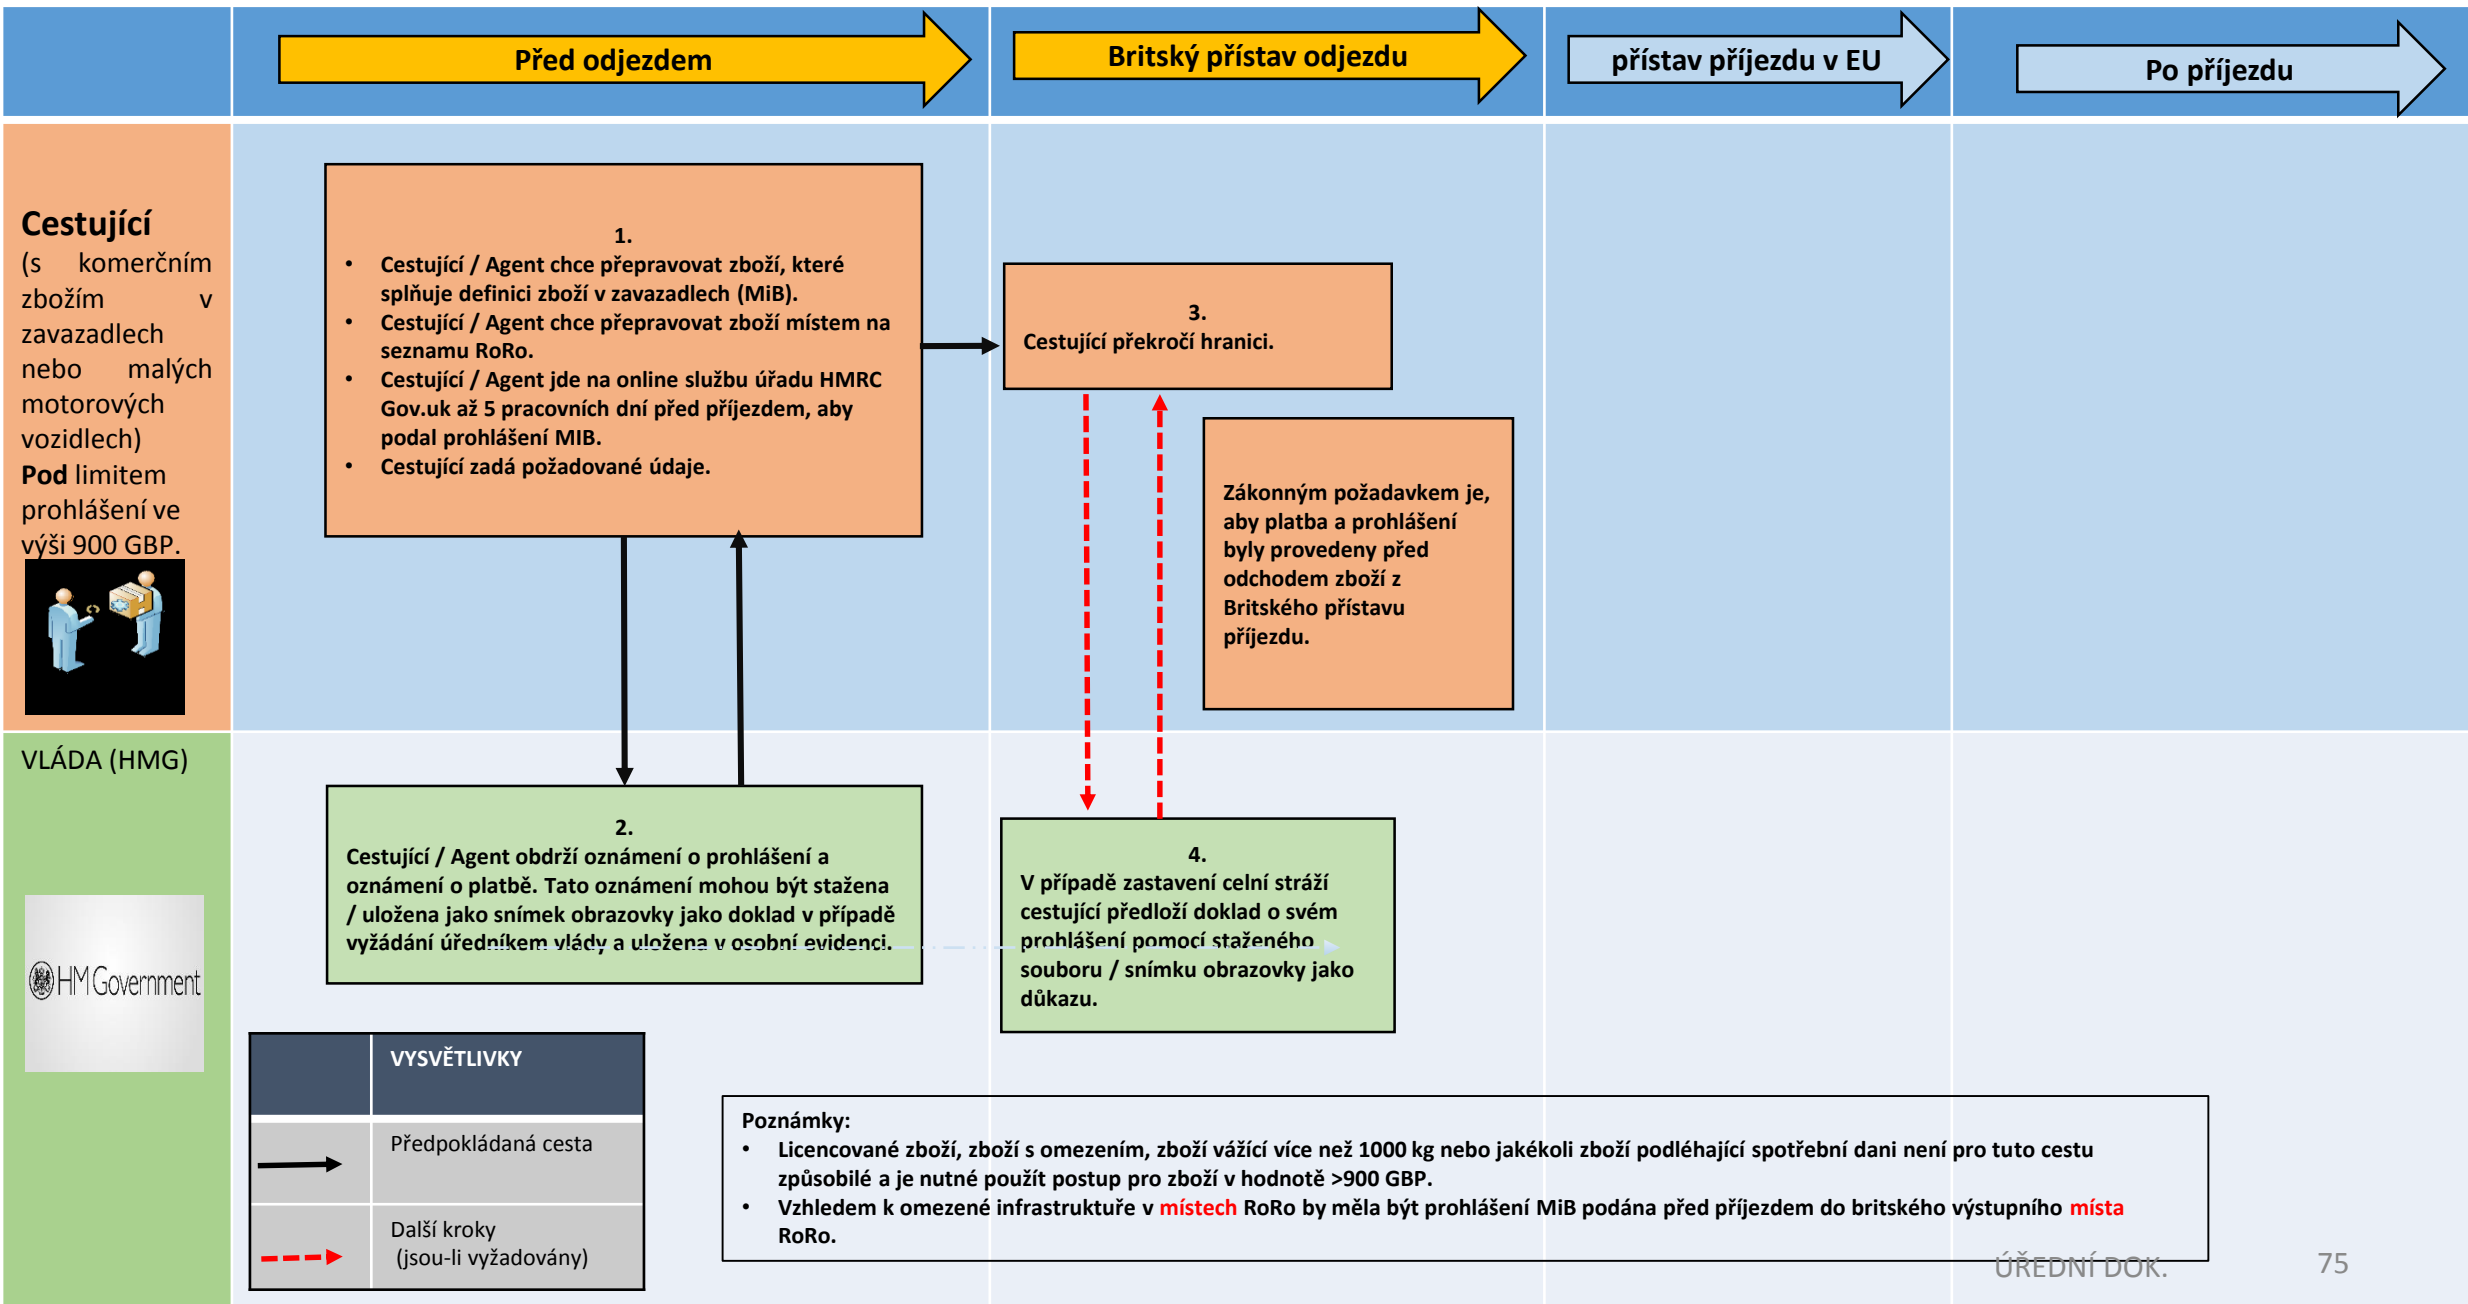 Před odjezdem
Britský přístav odjezdu
přístav příjezdu v EU
Po příjezdu
Cestující
(s komerčním
zbožím v
zavazadlech
nebo malých
motorových
vozidlech)
Pod limitem
prohlášení ve
výši 900 GBP.
1.
• Cestující / Agent chce přepravovat zboží, které
splňuje definici zboží v zavazadlech (MiB).
• Cestující / Agent chce přepravovat zboží místem na
seznamu RoRo.
• Cestující / Agent jde na online službu úřadu HMRC
Gov.uk až 5 pracovních dní před příjezdem, aby
podal prohlášení MIB.
• Cestující zadá požadované údaje.
3.
Cestující překročí hranici.
Zákonným požadavkem je,
aby platba a prohlášení
byly provedeny před
odchodem zboží z
Britského přístavu
příjezdu.
VLÁDA (HMG)
HM Government
2.
Cestující / Agent obdrží oznámení o prohlášení a
oznámení o platbě. Tato oznámení mohou být stažena
/ uložena jako snímek obrazovky jako doklad v případě
vyžádání úředníkem vlády a uložena v osobní evidenci.
4.
V případě zastavení celní stráží
cestující předloží doklad o svém
prohlášení pomocí staženého
souboru / snímku obrazovky jako
důkazu.
VYSVĚTLIVKY
Předpokládaná cesta
Další kroky
(jsou-li vyžadovány)
Poznámky:
• Licencované zboží, zboží s omezením, zboží vážící více než 1000 kg nebo jakékoli zboží podléhající spotřební dani není pro tuto cestu
způsobilé a je nutné použít postup pro zboží v hodnotě >900 GBP.
• Vzhledem k omezené infrastruktuře v místech RoRo by měla být prohlášení MiB podána před příjezdem do britského výstupního místa
RoRo.
ÚŘEDNÍ DOK.
75